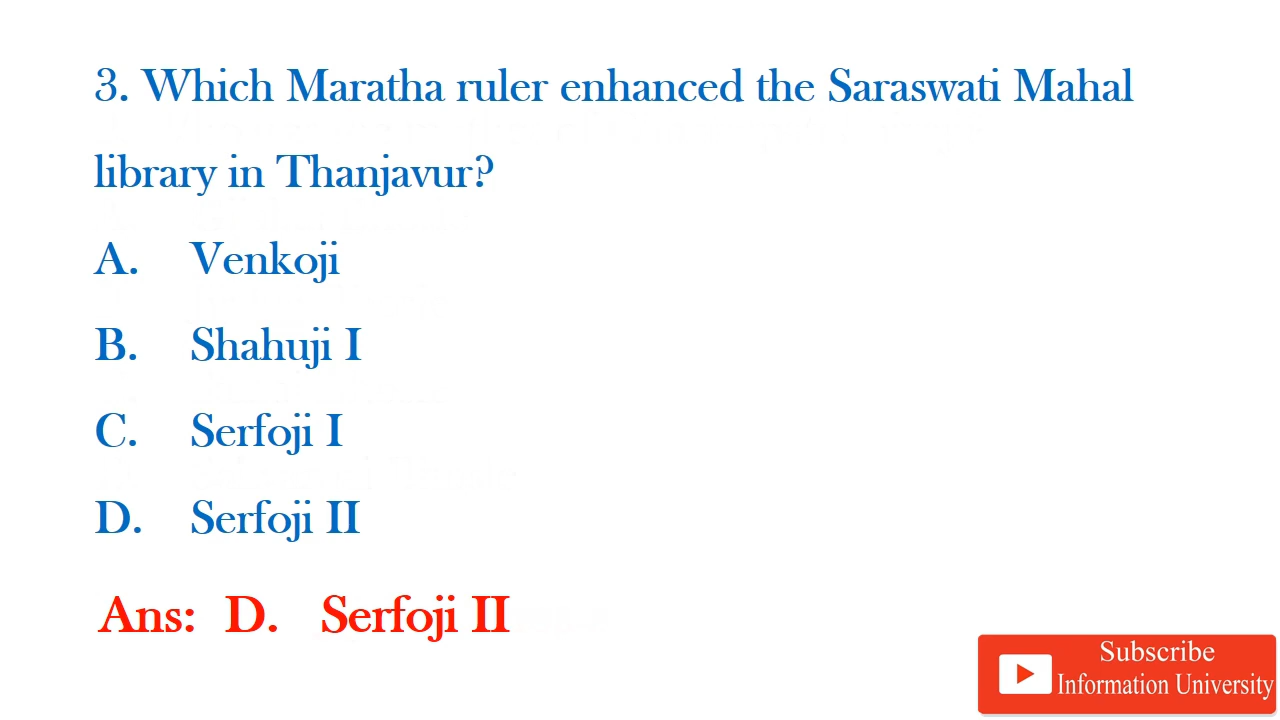 3. Which Maratha ruler enhanced the Saraswati Mahal
library in Thanjavur?
A. Venkoji
B. Shahuji I
C. Serfoji I
D. Serfoji II
Ans: D. Serfoji II
Subscribe
Information University